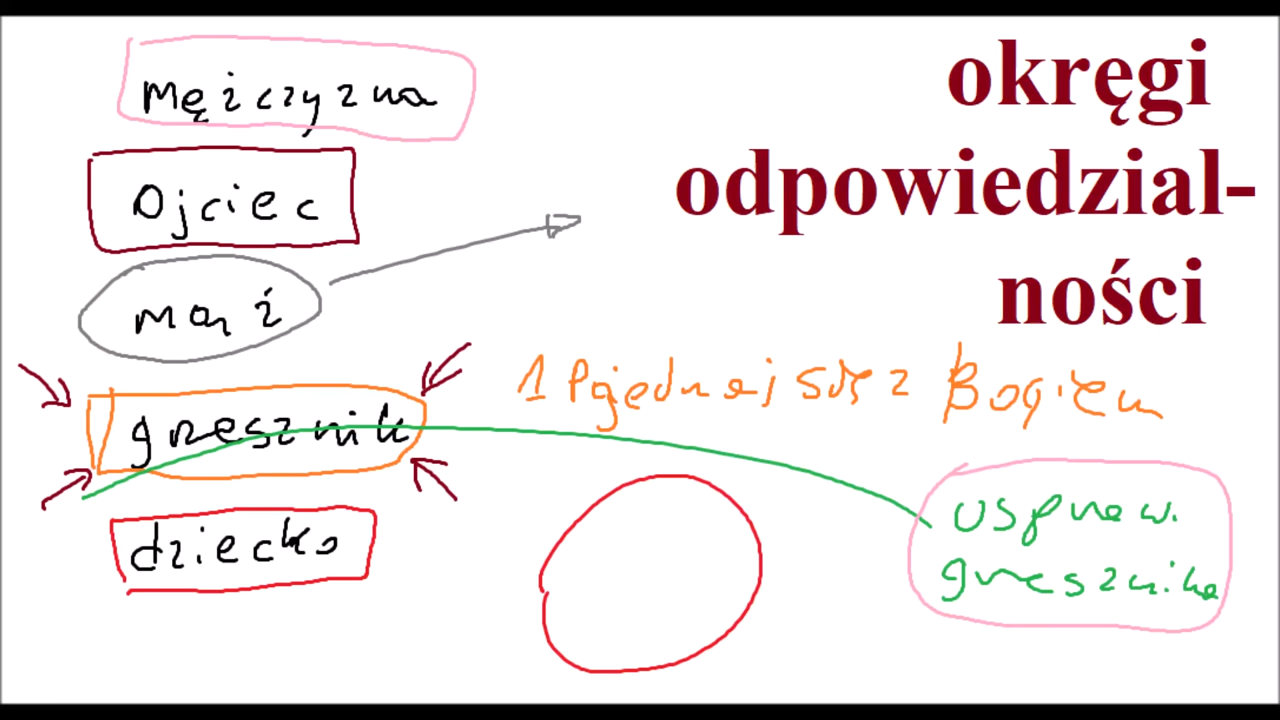 okręgi
odpowiedzial-
ności
Mężczyzna
Ojciec
mąż
grzesznik
dziecko
1 Pojednaj się z Bogiem
uspraw.
grzesznika